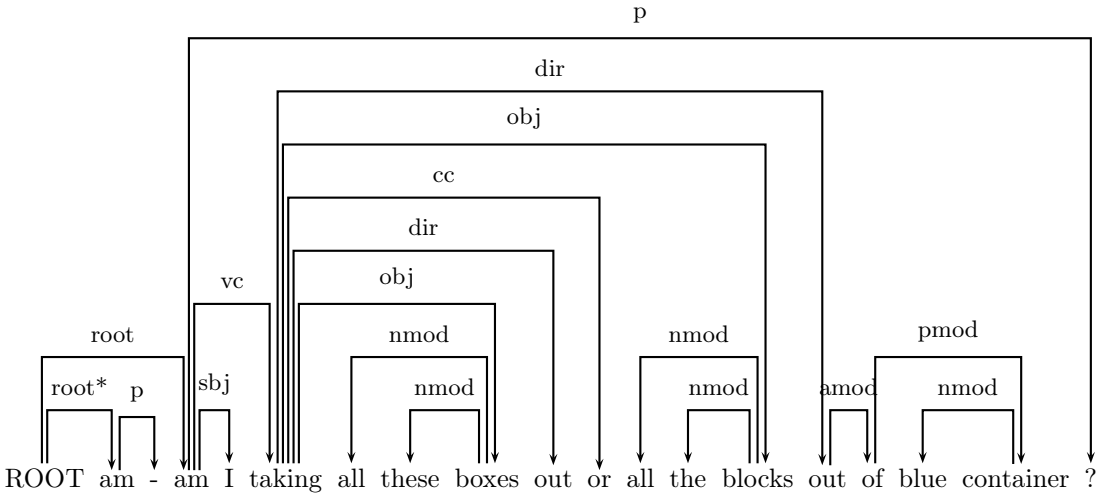 p
dir
obj
cc
dir
vc obj
root nmod nmod pmod
root* p sbj nmod nmod amod nmod
ROOT am - am I taking all these boxes out or all the blocks out of blue container ?